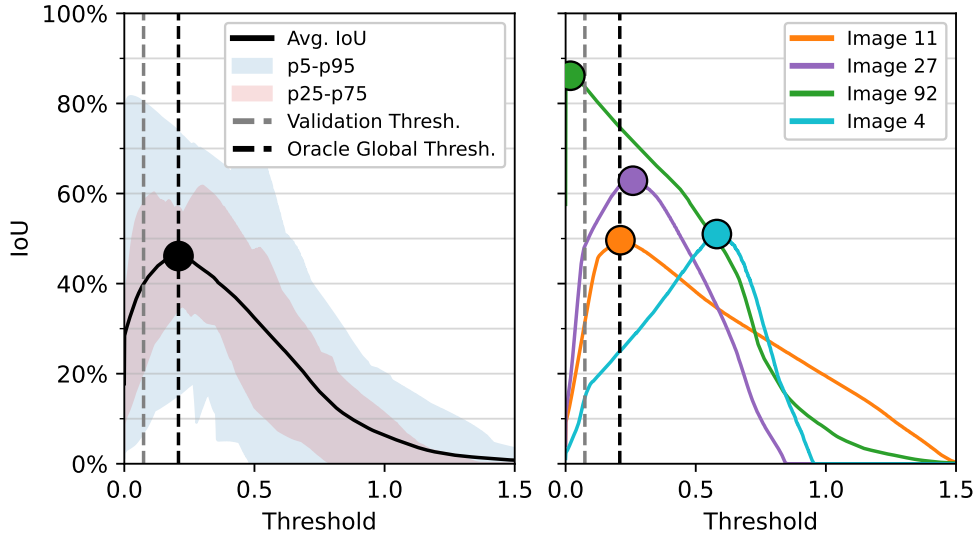 100%
80%
60%
40%
20%
0%
IoU
0.0
0.5
1.0
1.5
Threshold
Avg. IoU
p5-p95
p25-p75
Validation Thresh.
Oracle Global Thresh.
Image 11
Image 27
Image 92
Image 4
0.0
0.5
1.0
1.5
Threshold